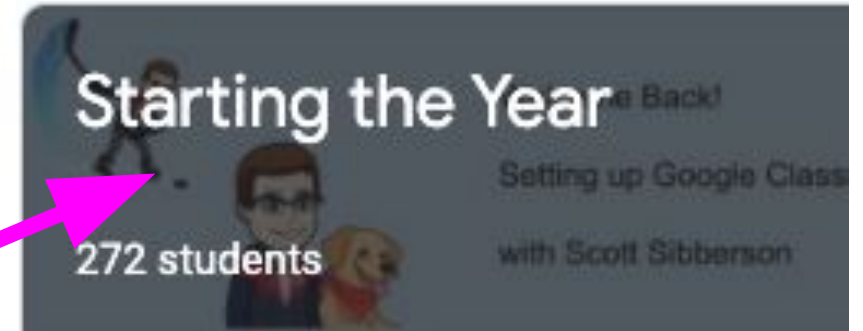 Starting the Year
Back!
Setting up Google Class
272 students
with Scott Sibberson